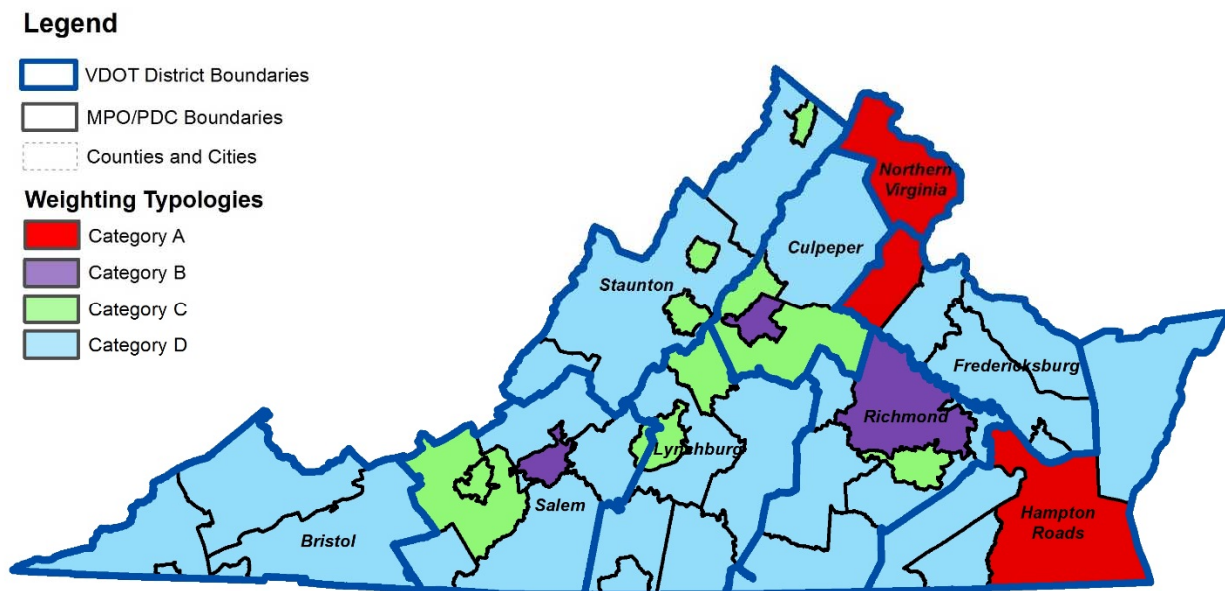 Legend
VDOT District Boundaries
MPO/PDC Boundaries
Counties and Cities
Weighting Typologies
Category A
Category B
Category C
Category D
Northern
Virginia
Culpeper
Staunton
Fredericksburg
Richmond
Lynchburg
Salem
Hampton
Roads
Bristol